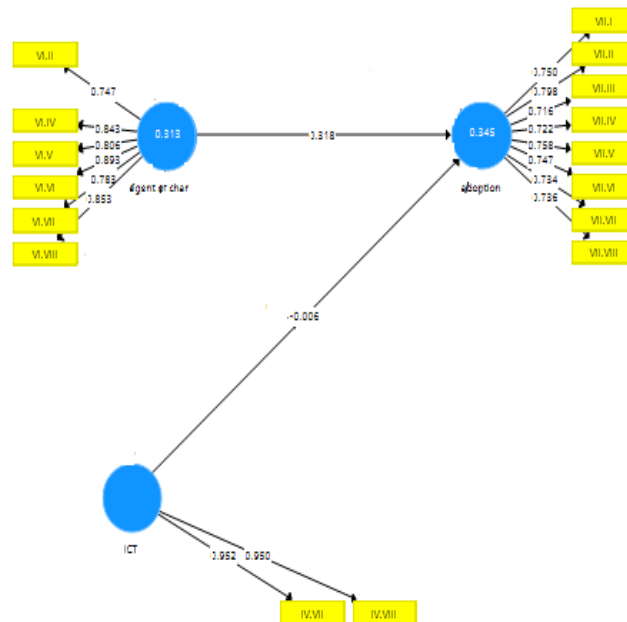 VII.I
VI.II
VII.II
0.750
0.747
0.798
VII.III
0.716
VI.IV
0.843
0.313
0.318
0.345
0.722
VII.IV
VI.V
0.806
0.758
VII.V
0.893
0.747
VI.VI
0.783
adoption
0.734
VII.VI
0.853
0.736
VI.VII
VII.VII
VI.VIII
VII.VIII
-0.006
ICT
0.952
0.950
IV.VII
IV.VIII